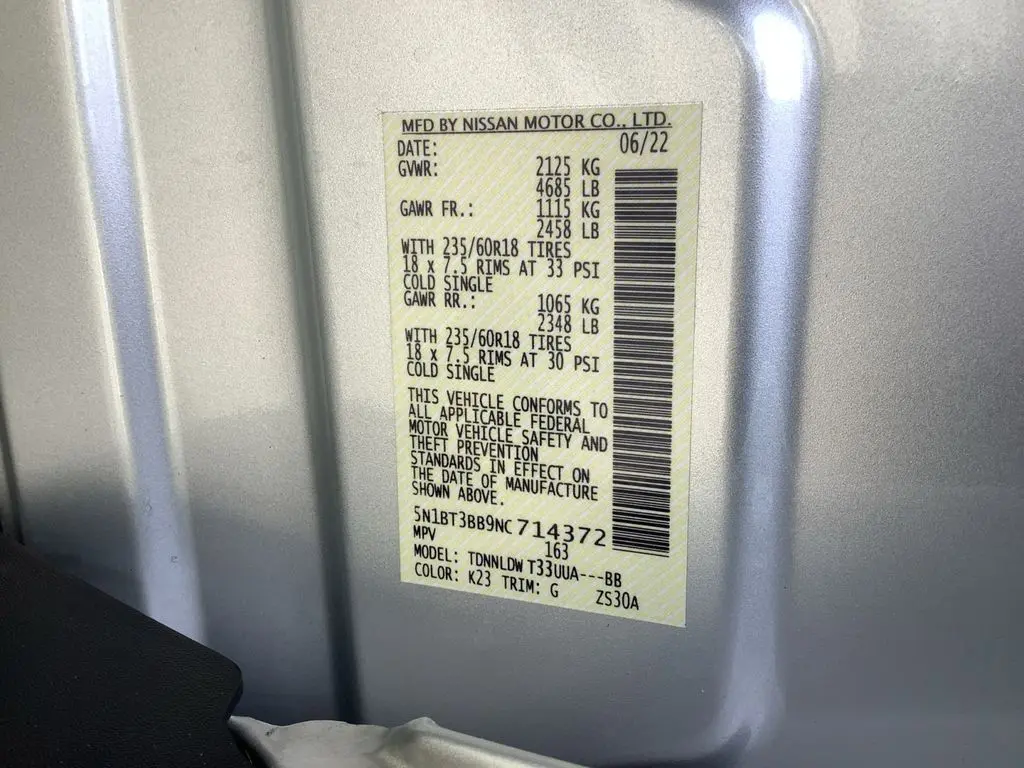 MFD BY NISSAN MOTOR CO., LTD.
DATE: 06/22
GVWR: 2125 KG
4685 LB
GAWR FR.: 1115 KG
2458 LB
WITH 235/60R18 TIRES
18 x 7.5 RIMS AT 33 PSI
COLD SINGLE
GAWR RR.: 1065 KG
2348 LB
WITH 235/60R18 TIRES
18 x 7.5 RIMS AT 30 PSI
COLD SINGLE
THIS VEHICLE CONFORMS TO
ALL APPLICABLE FEDERAL
MOTOR VEHICLE SAFETY AND
THEFT PREVENTION
STANDARDS IN EFFECT ON
THE DATE OF MANUFACTURE
SHOWN ABOVE.
5N1BT3BB9NC714372
MPV 163
MODEL: TDNNLDW T33UUA---BB
COLOR: K23 TRIM: G ZS30A